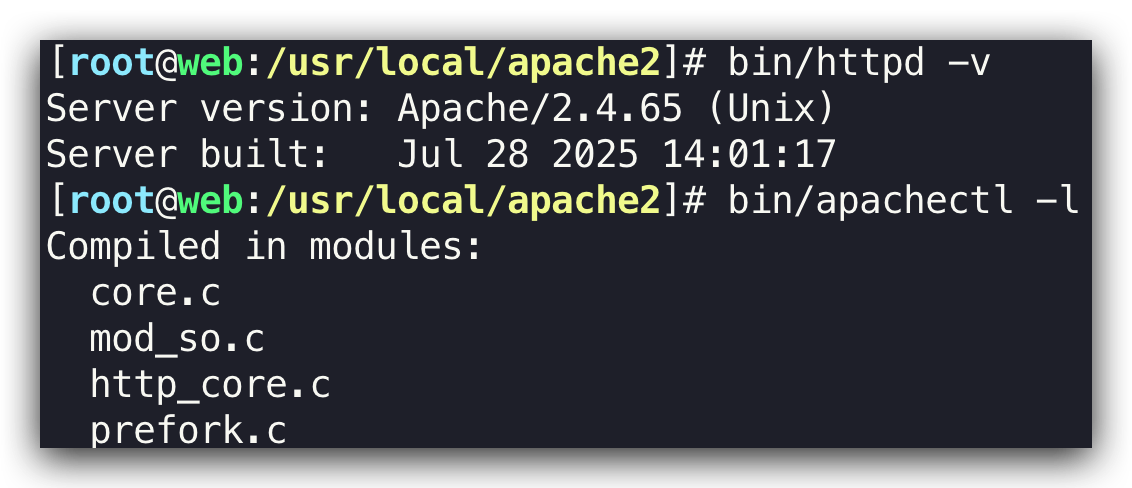 [root@web:/usr/local/apache2]# bin/httpd -v
Server version: Apache/2.4.65 (Unix)
Server built:   Jul 28 2025 14:01:17
[root@web:/usr/local/apache2]# bin/apachectl -l
Compiled in modules:
  core.c
  mod_so.c
  http_core.c
  prefork.c